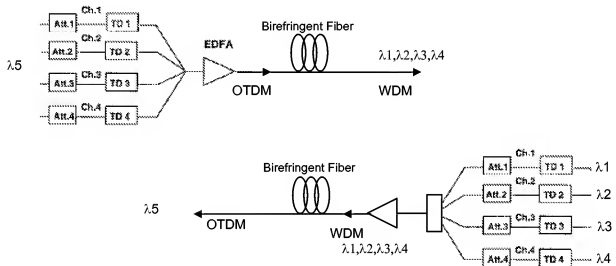 Ch.1
Att.1 TD 1
Ch.2
Att.2 TD 2
Ch.3
Att.3 TD 3
Ch.4
Att.4 TD 4
λ5
EDFA
Birefringent Fiber
λ1,λ2,λ3,λ4
OTDM
WDM
Ch.1
Att.1 TD 1 λ1
Ch.2
Att.2 TD 2 λ2
Ch.3
Att.3 TD 3 λ3
Ch.4
Att.4 TD 4 λ4
Birefringent Fiber
λ5
OTDM
WDM
λ1,λ2,λ3,λ4